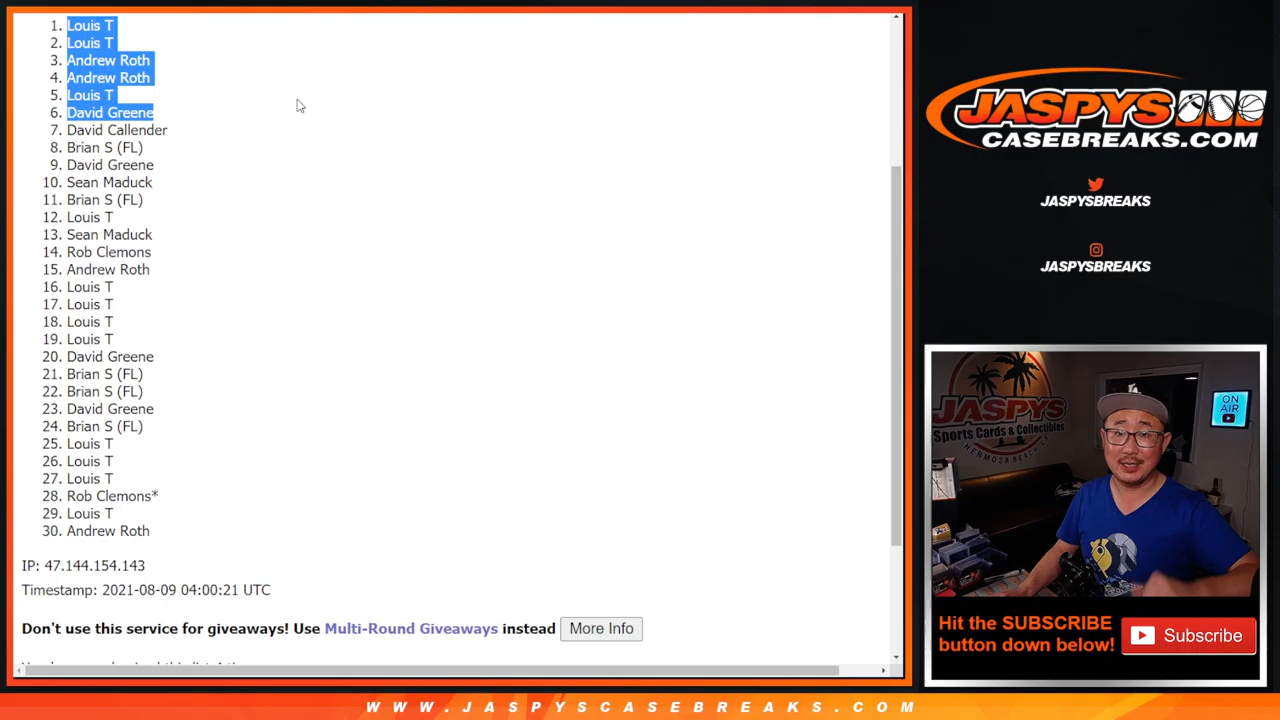 1. Louis T
2. Louis T
3. Andrew Roth
4. Andrew Roth
5. Louis T
6. David Greene
7. David Callender
8. Brian S (FL)
9. David Greene
10. Sean Maduck
11. Brian S (FL)
12. Louis T
13. Sean Maduck
14. Rob Clemons
15. Andrew Roth
16. Louis T
17. Louis T
18. Louis T
19. Louis T
20. David Greene
21. Brian S (FL)
22. Brian S (FL)
23. David Greene
24. Brian S (FL)
25. Louis T
26. Louis T
27. Louis T
28. Rob Clemons*
29. Louis T
30. Andrew Roth
IP: 47.144.154.143
Timestamp: 2021-08-09 04:00:21 UTC
Don't use this service for giveaways! Use Multi-Round Giveaways instead More Info
JASPYS
CASEBREAKS.COM
JASPYSBREAKS
JASPYSBREAKS
JASPYS
Sports Cards & Collectibles
HERMOSA BEACH CA
ON
AIR
Hit the SUBSCRIBE
button down below!
Subscribe
WWW.JASPYSCASEBREAKS.COM